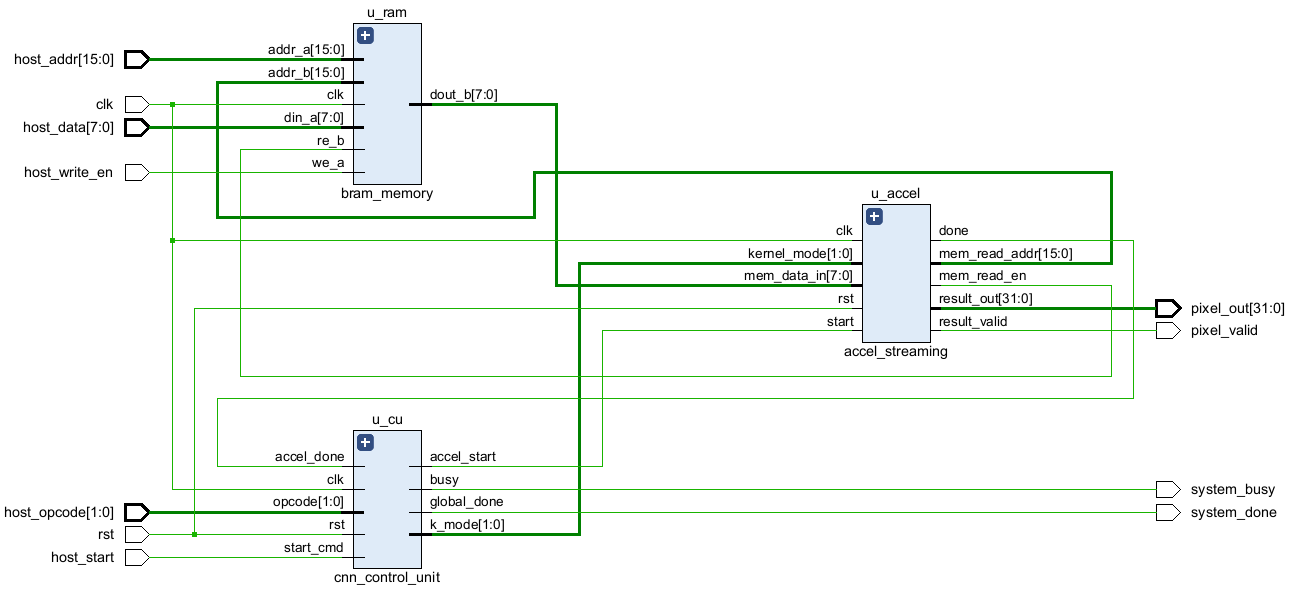 u_ram
host_addr[15:0]
addr_a[15:0]
addr_b[15:0]
clk
clk
dout_b[7:0]
host_data[7:0]
din_a[7:0]
re_b
host_write_en
we_a
bram_memory
u_accel
clk
done
kernel_mode[1:0]
mem_read_addr[15:0]
mem_data_in[7:0]
mem_read_en
rst
result_out[31:0]
pixel_out[31:0]
start
result_valid
pixel_valid
accel_streaming
u_cu
accel_done
accel_start
clk
busy
system_busy
host_opcode[1:0]
opcode[1:0]
global_done
system_done
rst
rst
k_mode[1:0]
host_start
start_cmd
cnn_control_unit